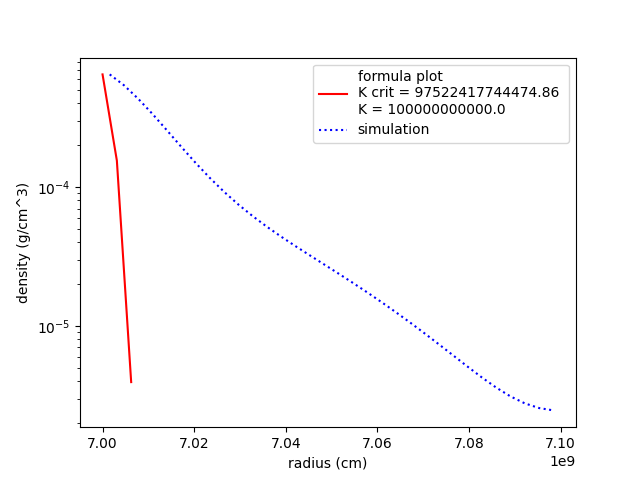 formula plot
K crit = 97522417744474.86
K = 100000000000.0
simulation
density (g/cm^3)
10⁻⁴
10⁻⁵
7.00 7.02 7.04 7.06 7.08 7.10
1e9
radius (cm)